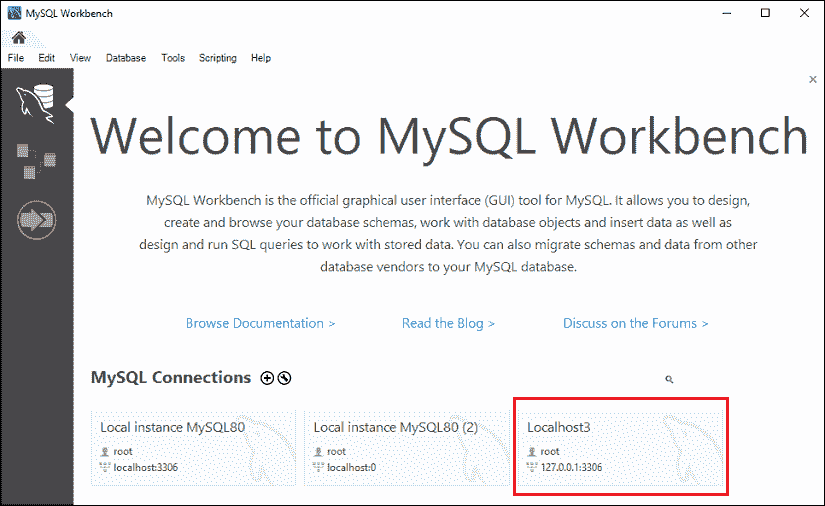 MySQL Workbench
File Edit View Database Tools Scripting Help
Welcome to MySQL Workbench
MySQL Workbench is the official graphical user interface (GUI) tool for MySQL. It allows you to design,
create and browse your database schemas, work with database objects and insert data as well as
design and run SQL queries to work with stored data. You can also migrate schemas and data from other
database vendors to your MySQL database.
Browse Documentation > Read the Blog > Discuss on the Forums >
MySQL Connections
Local instance MySQL80 Local instance MySQL80 (2) Localhost3
root root root
localhost:3306 localhost:0 127.0.0.1:3306